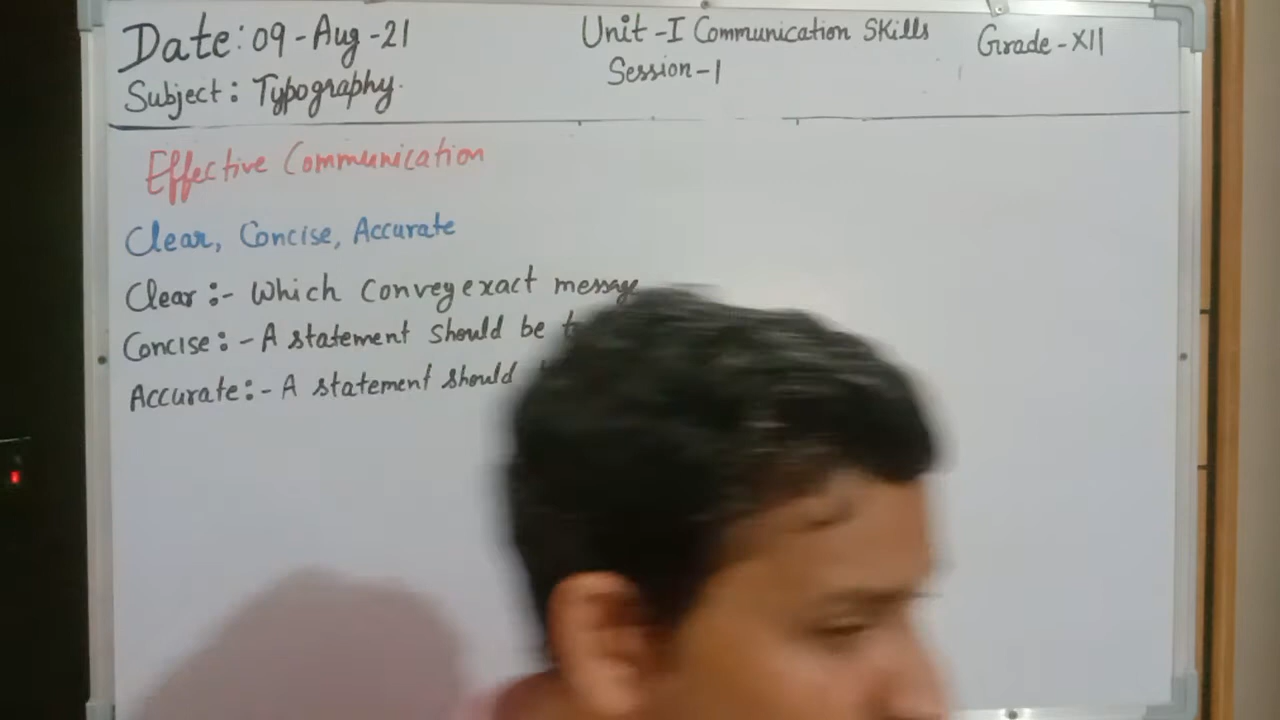 Date: 09-Aug-21
Unit-I Communication Skills
Grade-XII
Subject: Typography.
Session-1
Effective Communication
Clear, Concise, Accurate
Clear:- Which Convey exact message
Concise:- A statement should be
Accurate:- A statement should